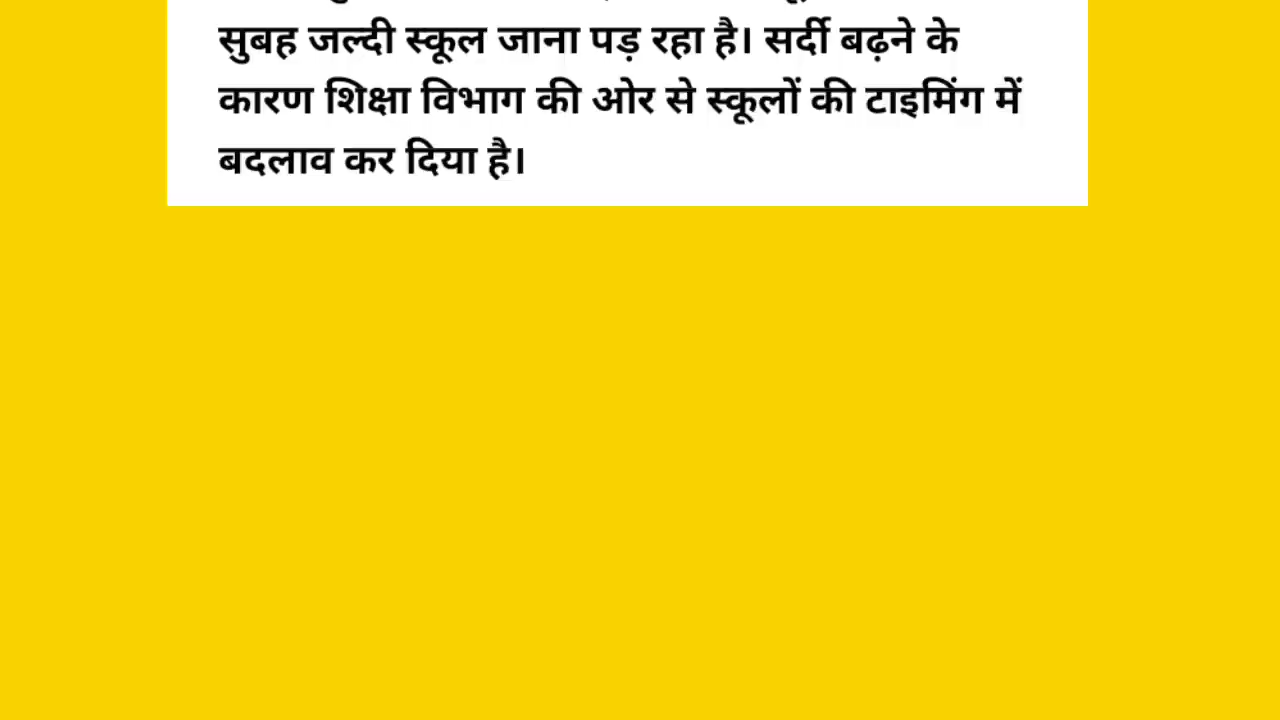 सुबह जल्दी स्कूल जाना पड़ रहा है। सर्दी बढ़ने के
कारण शिक्षा विभाग की ओर से स्कूलों की टाइमिंग में
बदलाव कर दिया है।